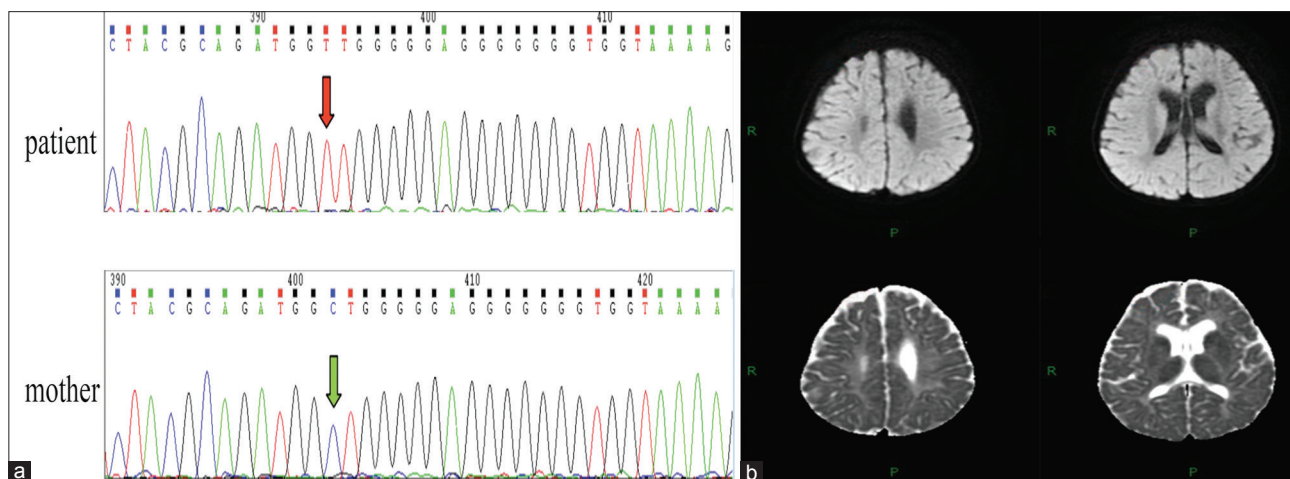 390 400 410
C T A C G C A G A T G G T T G G G G G A G G G G G G G T G G T A A A A G
patient
390 400 410 420
C T A C G C A G A T G G C T G G G G G A G G G G G G G T G G T A A A A
mother
a
R
P
R
P
R
P
R
P
b